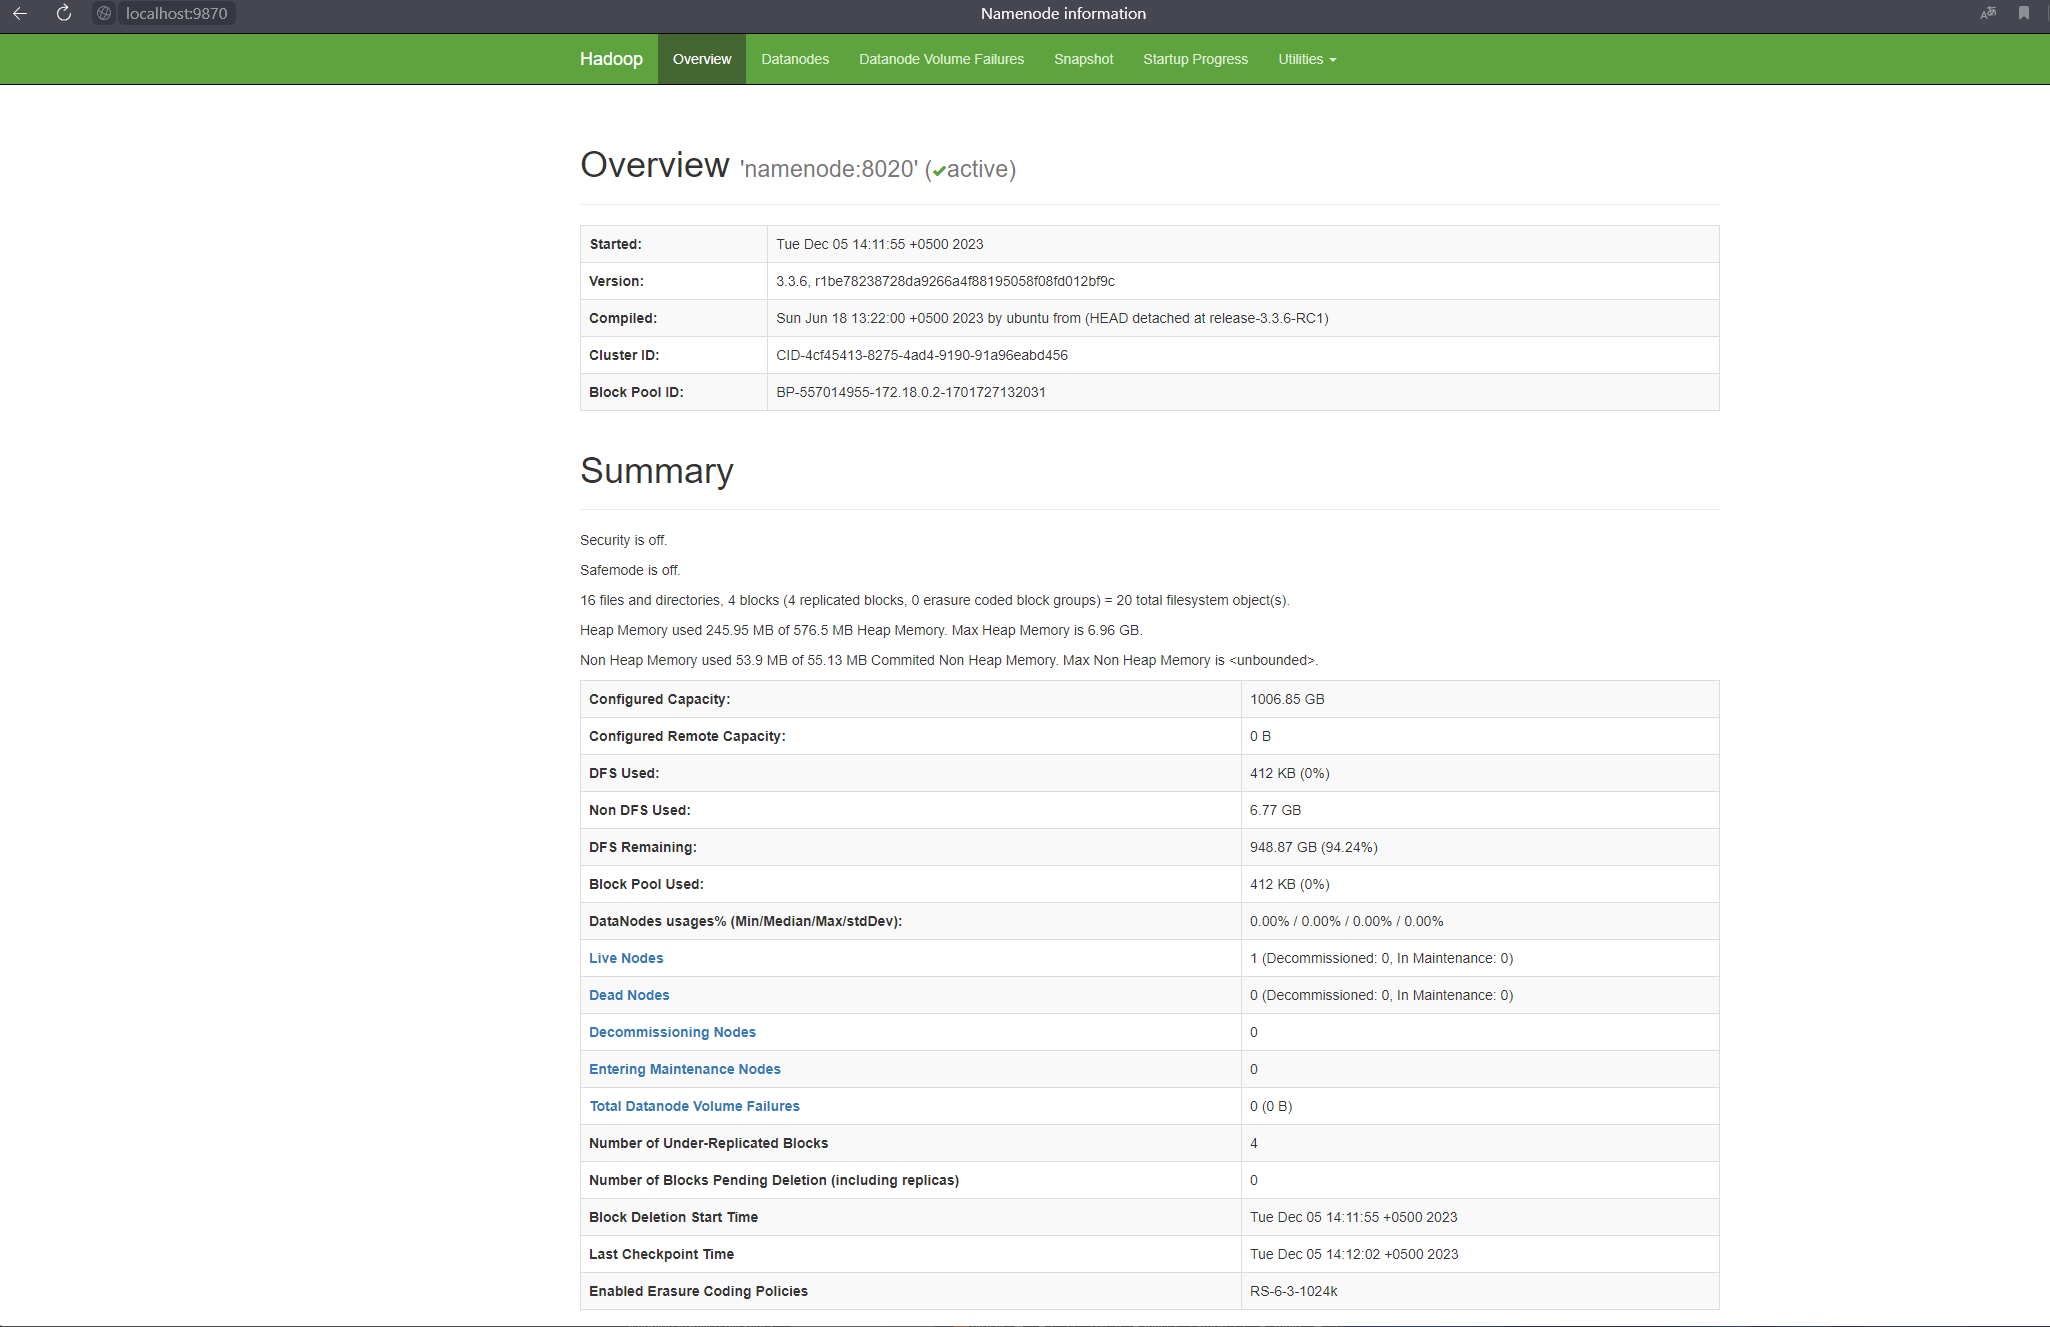 localhost:9870 Namenode information
Hadoop Overview Datanodes Datanode Volume Failures Snapshot Startup Progress Utilities
Overview 'namenode:8020' (✔active)
Started: Tue Dec 05 14:11:55 +0500 2023
Version: 3.3.6, r1be78238728da9266a4f88195058f08fd012bf9c
Compiled: Sun Jun 18 13:22:00 +0500 2023 by ubuntu from (HEAD detached at release-3.3.6-RC1)
Cluster ID: CID-4cf45413-8275-4ad4-9190-91a96eabd456
Block Pool ID: BP-557014955-172.18.0.2-1701727132031
Summary
Security is off.
Safemode is off.
16 files and directories, 4 blocks (4 replicated blocks, 0 erasure coded block groups) = 20 total filesystem object(s).
Heap Memory used 245.95 MB of 576.5 MB Heap Memory. Max Heap Memory is 6.96 GB.
Non Heap Memory used 53.9 MB of 55.13 MB Commited Non Heap Memory. Max Non Heap Memory is <unbounded>.
Configured Capacity: 1006.85 GB
Configured Remote Capacity: 0 B
DFS Used: 412 KB (0%)
Non DFS Used: 6.77 GB
DFS Remaining: 948.87 GB (94.24%)
Block Pool Used: 412 KB (0%)
DataNodes usages% (Min/Median/Max/stdDev): 0.00% / 0.00% / 0.00% / 0.00%
Live Nodes 1 (Decommissioned: 0, In Maintenance: 0)
Dead Nodes 0 (Decommissioned: 0, In Maintenance: 0)
Decommissioning Nodes 0
Entering Maintenance Nodes 0
Total Datanode Volume Failures 0 (0 B)
Number of Under-Replicated Blocks 4
Number of Blocks Pending Deletion (including replicas) 0
Block Deletion Start Time Tue Dec 05 14:11:55 +0500 2023
Last Checkpoint Time Tue Dec 05 14:12:02 +0500 2023
Enabled Erasure Coding Policies RS-6-3-1024k